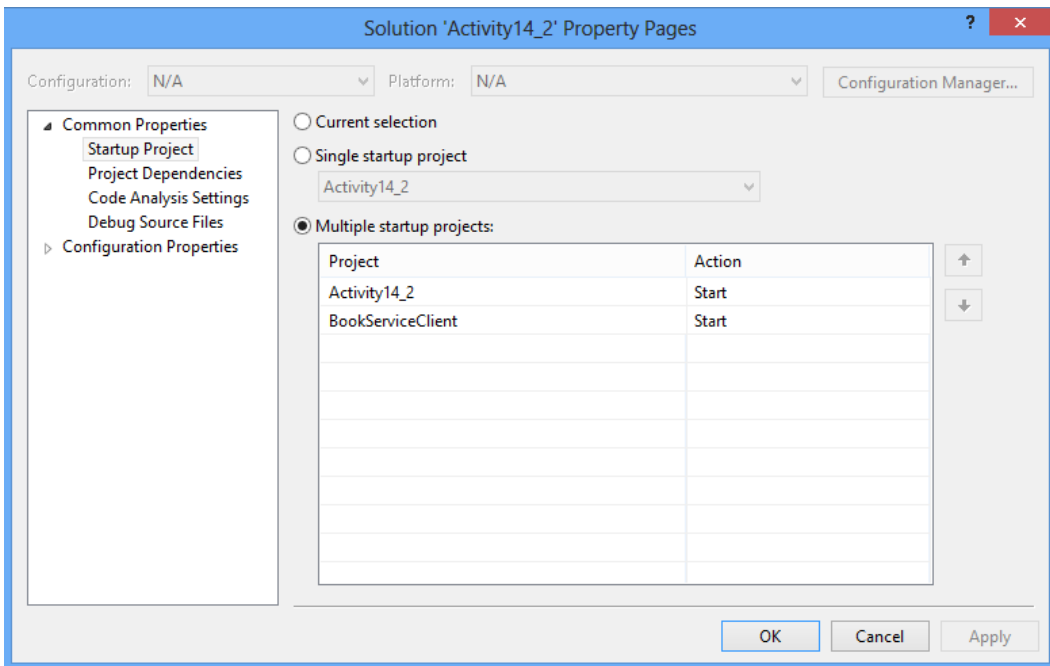 Solution 'Activity14_2' Property Pages
?
Configuration: N/A Platform: N/A Configuration Manager...
Common Properties
Startup Project
Project Dependencies
Code Analysis Settings
Debug Source Files
Configuration Properties
Current selection
Single startup project
Activity14_2
Multiple startup projects:
Project Action
Activity14_2 Start
BookServiceClient Start
OK Cancel Apply